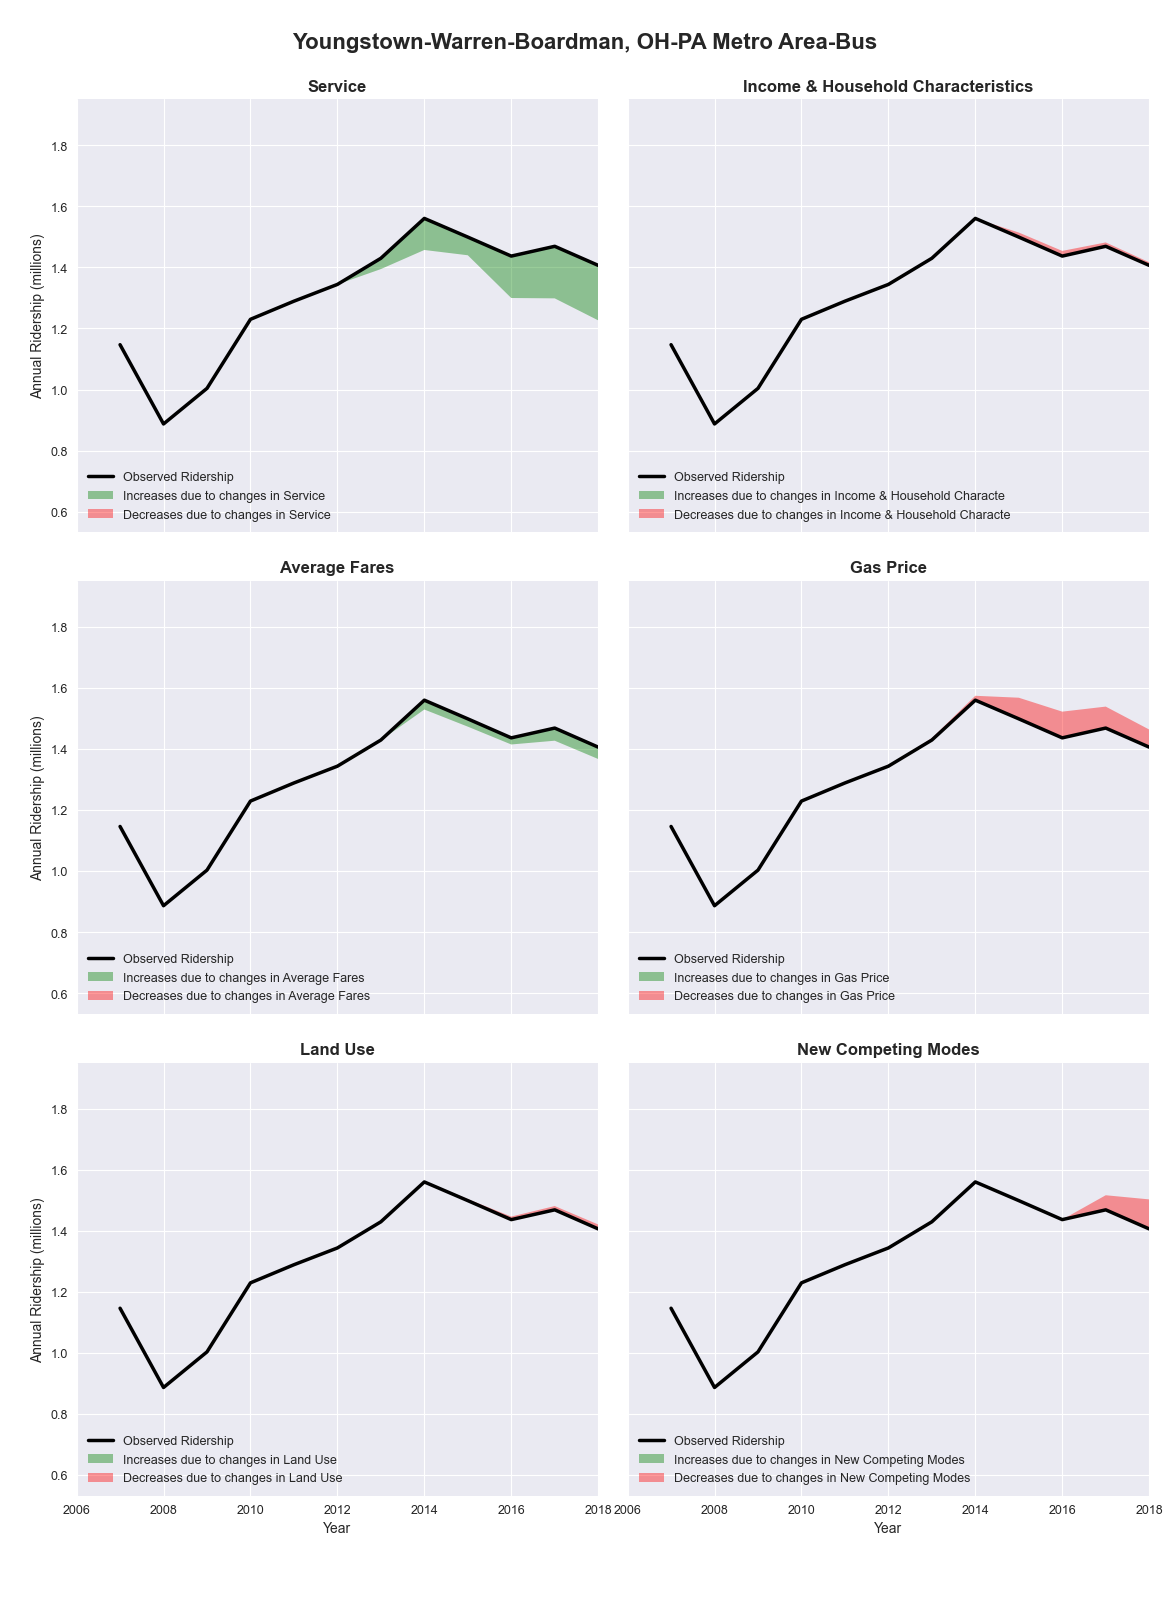 Youngstown-Warren-Boardman, OH-PA Metro Area-Bus
Service
Annual Ridership (millions)
1.8
1.6
1.4
1.2
1.0
0.8
0.6
Observed Ridership
Increases due to changes in Service
Decreases due to changes in Service
Income & Household Characteristics
Observed Ridership
Increases due to changes in Income & Household Characte
Decreases due to changes in Income & Household Characte
Average Fares
Annual Ridership (millions)
1.8
1.6
1.4
1.2
1.0
0.8
0.6
Observed Ridership
Increases due to changes in Average Fares
Decreases due to changes in Average Fares
Gas Price
Observed Ridership
Increases due to changes in Gas Price
Decreases due to changes in Gas Price
Land Use
Annual Ridership (millions)
1.8
1.6
1.4
1.2
1.0
0.8
0.6
Observed Ridership
Increases due to changes in Land Use
Decreases due to changes in Land Use
2006 2008 2010 2012 2014 2016 2018
Year
New Competing Modes
Observed Ridership
Increases due to changes in New Competing Modes
Decreases due to changes in New Competing Modes
2006 2008 2010 2012 2014 2016 2018
Year